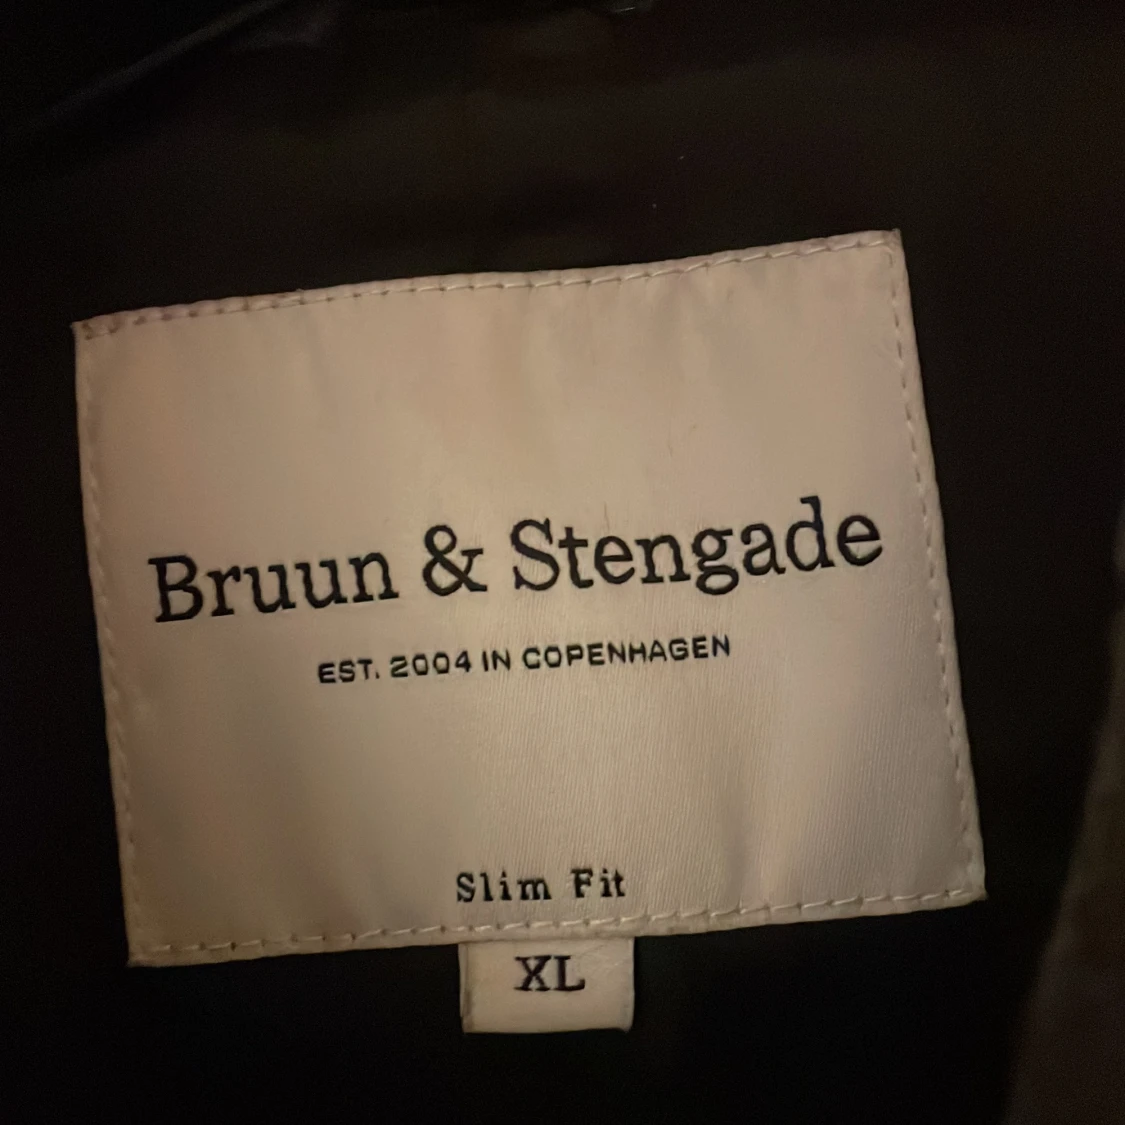 Bruun & Stengade
EST. 2004 IN COPENHAGEN
Slim Fit
XL